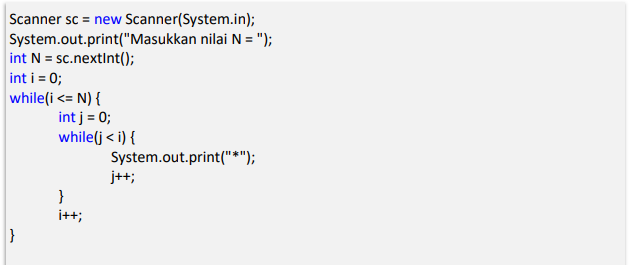 Scanner sc = new Scanner(System.in);
System.out.print("Masukkan nilai N = ");
int N = sc.nextInt();
int i = 0;
while(i <= N) {
int j = 0;
while(j < i) {
System.out.print("*");
j++;
}
i++;
}